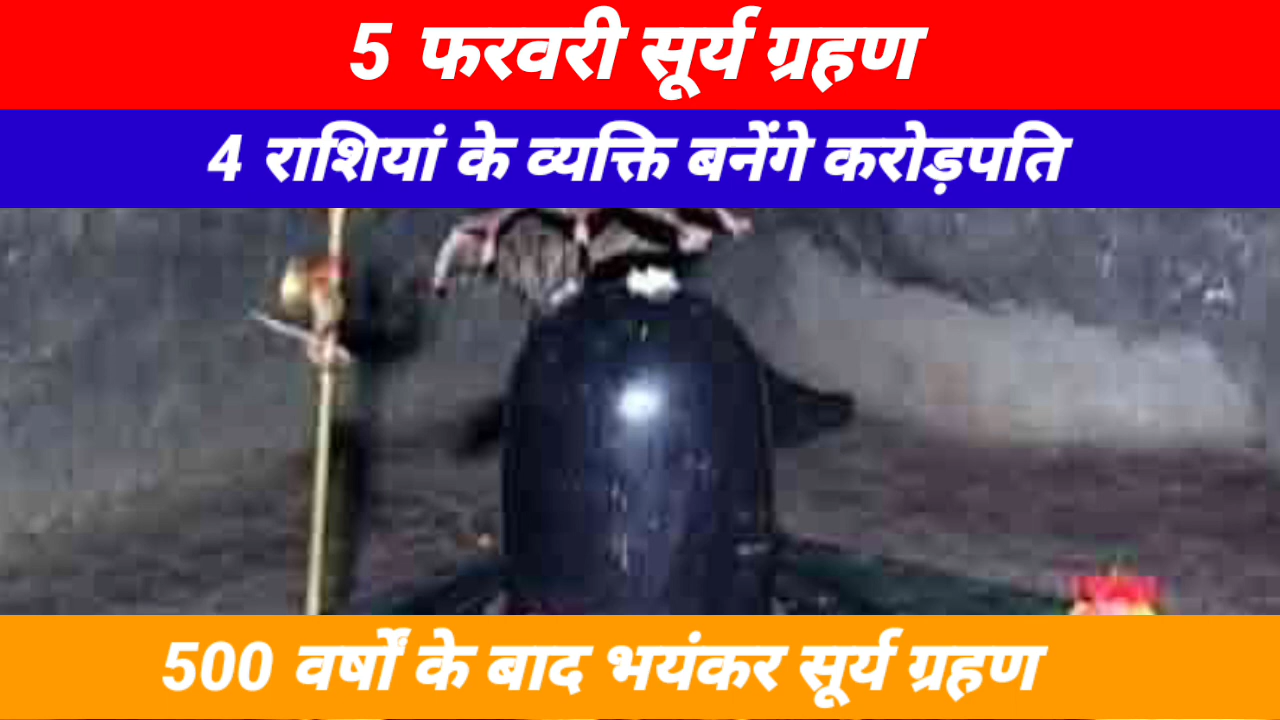 5 फरवरी सूर्य ग्रहण
4 राशियां के व्यक्ति बनेंगे करोड़पति
500 वर्षों के बाद भयंकर सूर्य ग्रहण